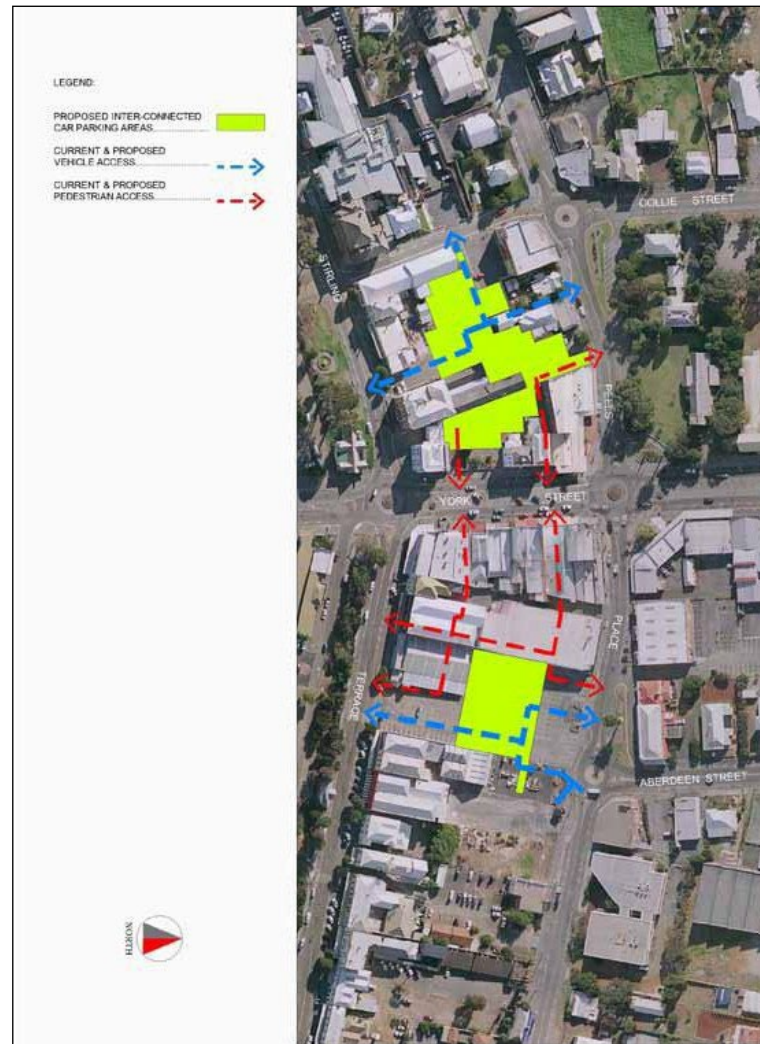 LEGEND:
PROPOSED INTER-CONNECTED
CAR PARKING AREAS
CURRENT & PROPOSED
VEHICLE ACCESS
CURRENT & PROPOSED
PEDESTRIAN ACCESS
COLLIE STREET
STIRLING
PEELS
YORK STREET
PLACE
TERRACE
ABERDEEN STREET
NORTH